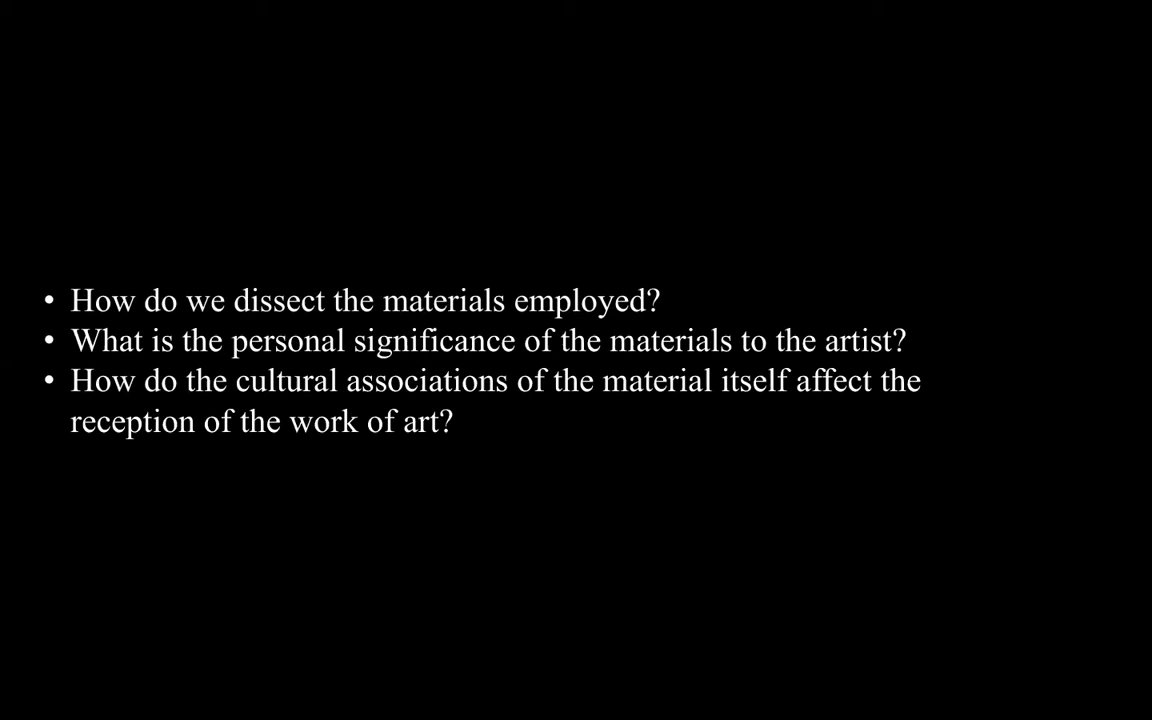 • How do we dissect the materials employed?
• What is the personal significance of the materials to the artist?
• How do the cultural associations of the material itself affect the
reception of the work of art?